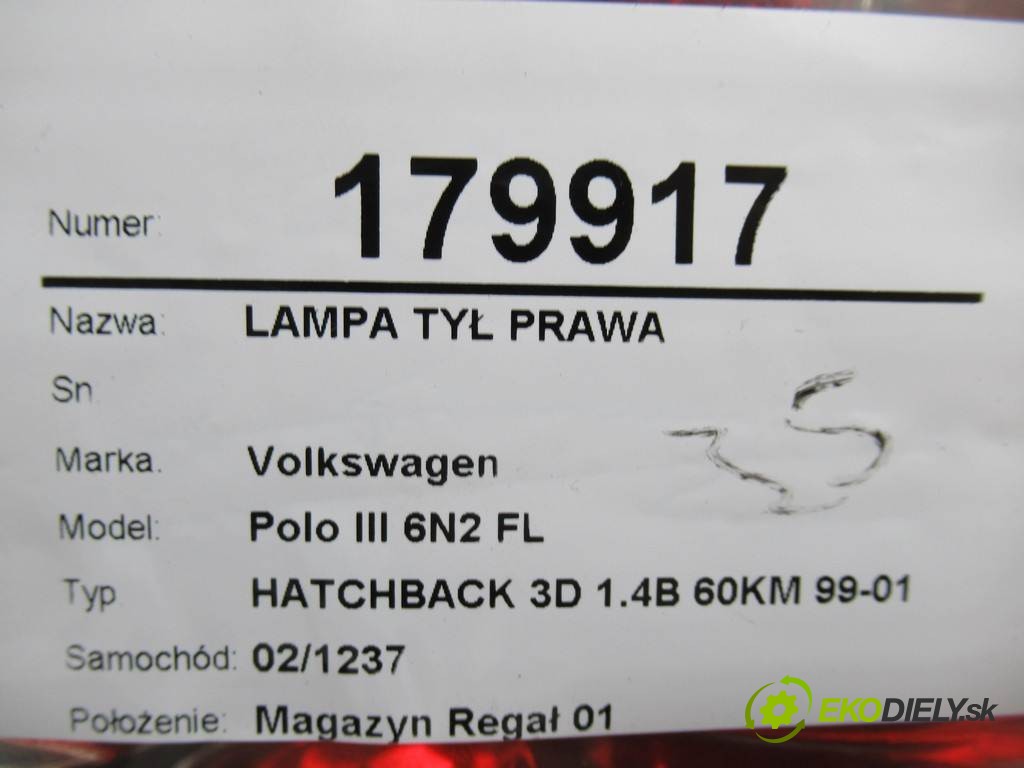 Numer: 179917
Nazwa: LAMPA TYŁ PRAWA
Sn
Marka. Volkswagen
Model: Polo III 6N2 FL
Typ HATCHBACK 3D 1.4B 60KM 99-01
Samochód: 02/1237
Położenie: Magazyn Regał 01
EKODIELY.sk